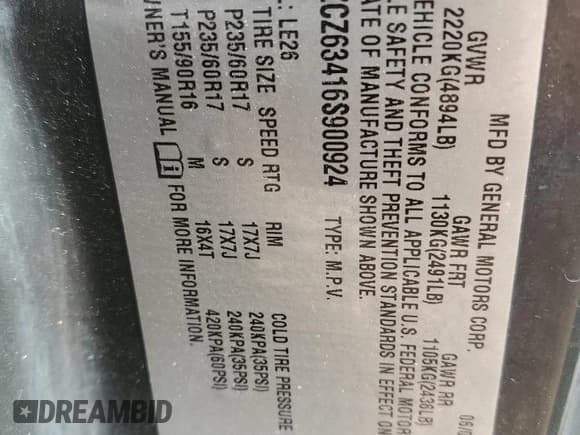 MFD BY GENERAL MOTORS CORP. 06/0
GVWR GAWR FRT GAWR RR
2220KG(4894LB) 1130KG(2491LB) 1105KG(2436LB)
EHICLE CONFORMS TO ALL APPLICABLE U.S. FEDERAL MOTOR
LE SAFETY AND THEFT PREVENTION STANDARDS IN EFFECT ON
ATE OF MANUFACTURE SHOWN ABOVE.
CZ63416S900924 TYPE: M.P.V.
: LE26
TIRE SIZE SPEED RTG RIM COLD TIRE PRESSURE
P235/60R17 S 17X7J 240KPA(35PSI)
P235/60R17 S 17X7J 240KPA(35PSI)
T155/90R16 M 16X4T 420KPA(60PSI)
NER'S MANUAL FOR MORE INFORMATION.
DREAMBID